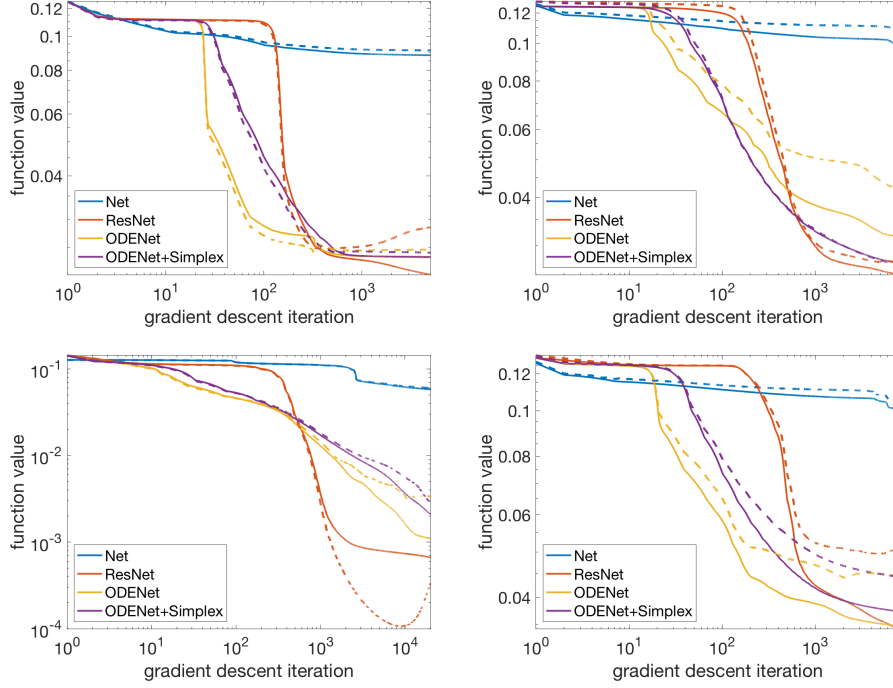 0.12
0.1
0.08
0.06
0.04
function value
Net
ResNet
ODENet
ODENet+Simplex
10^0
10^1
10^2
10^3
gradient descent iteration
0.12
0.1
0.08
0.06
0.04
function value
Net
ResNet
ODENet
ODENet+Simplex
10^0
10^1
10^2
10^3
gradient descent iteration
10^-1
10^-2
10^-3
10^-4
function value
Net
ResNet
ODENet
ODENet+Simplex
10^0
10^1
10^2
10^3
10^4
gradient descent iteration
0.12
0.1
0.08
0.06
0.04
function value
Net
ResNet
ODENet
ODENet+Simplex
10^0
10^1
10^2
10^3
gradient descent iteration